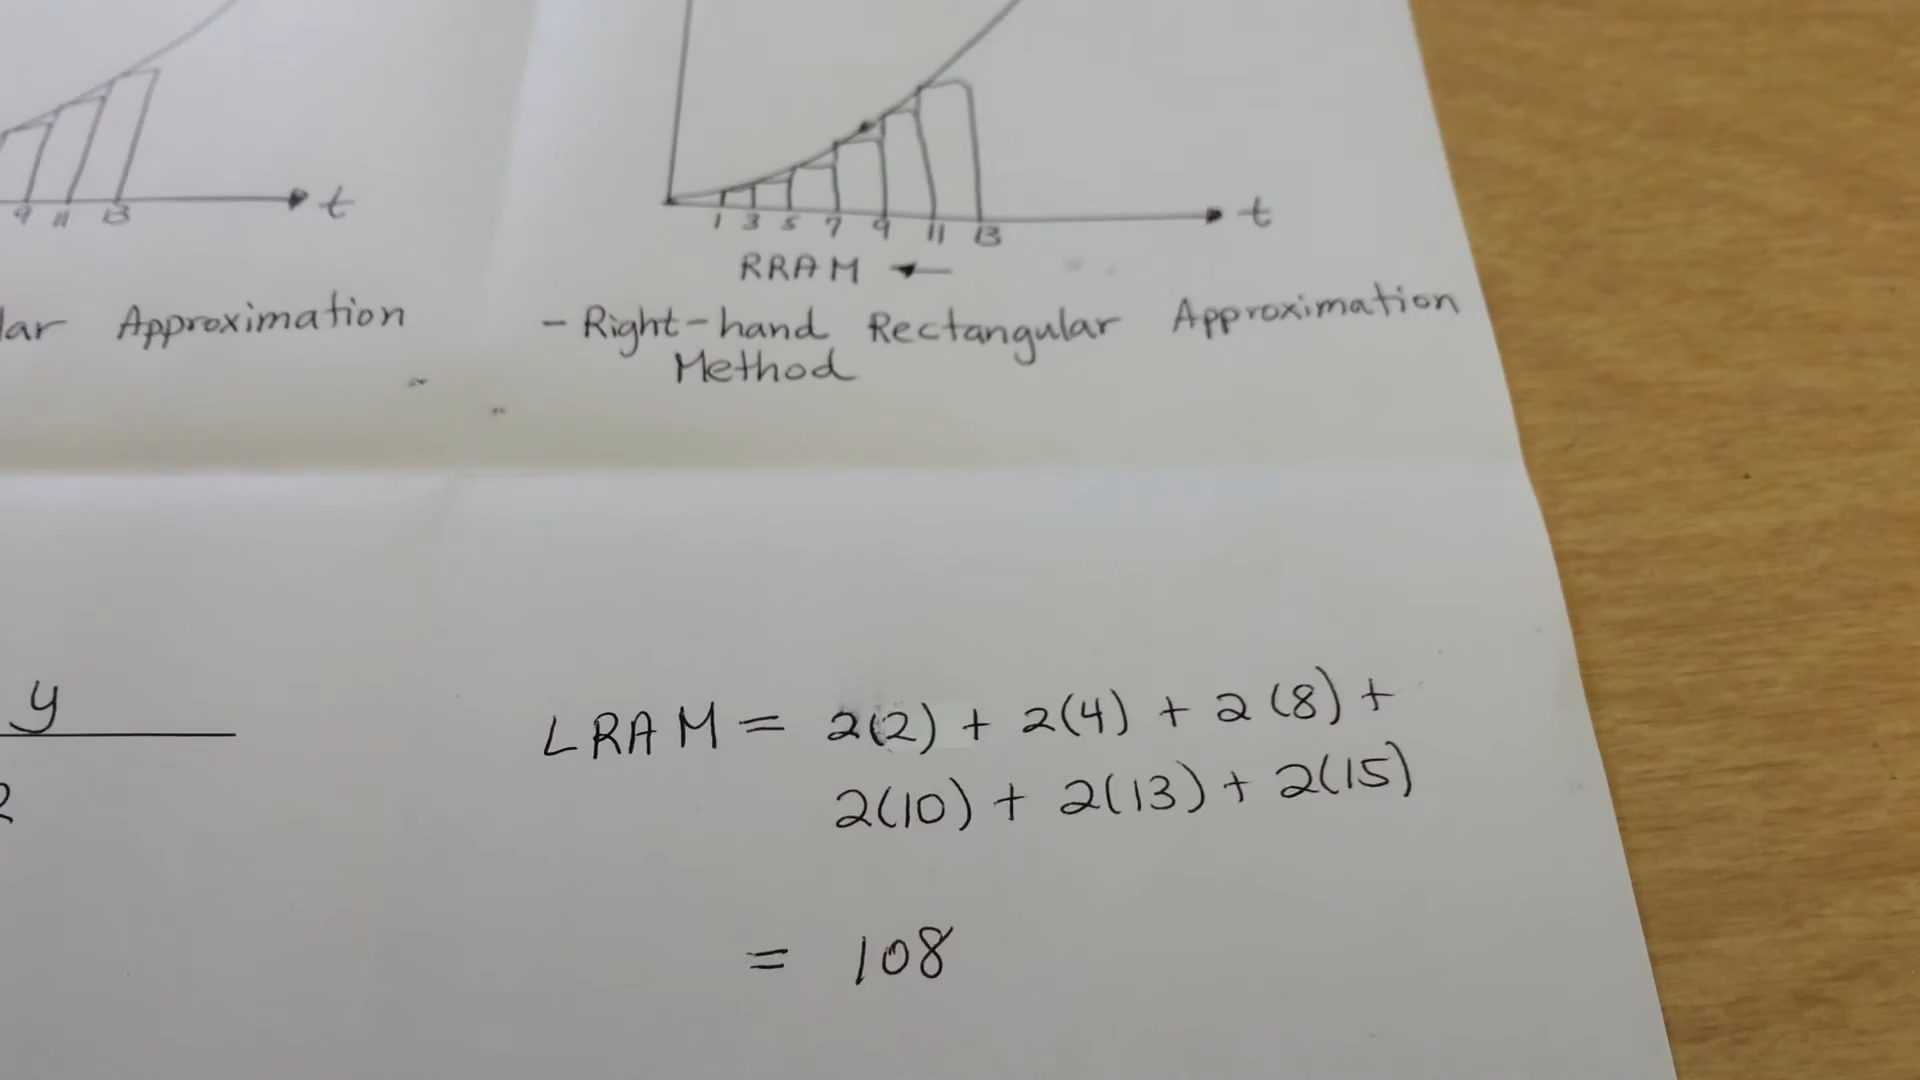 9 11 13
t
1 3 5 7 9 11 13
t
RRAM
Approximation
- Right-hand Rectangular Approximation
Method
y
LRAM = 2(2) + 2(4) + 2(8) +
2(10) + 2(13) + 2(15)
= 108